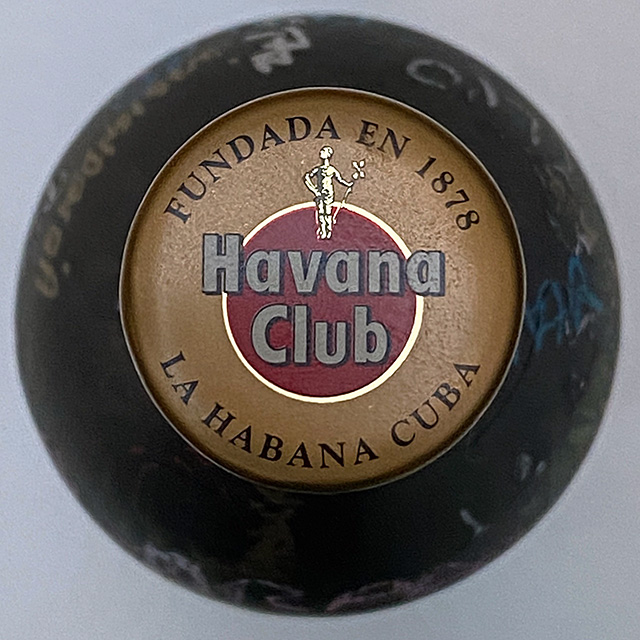 FUNDADA EN 1878
Havana
Club
LA HABANA CUBA